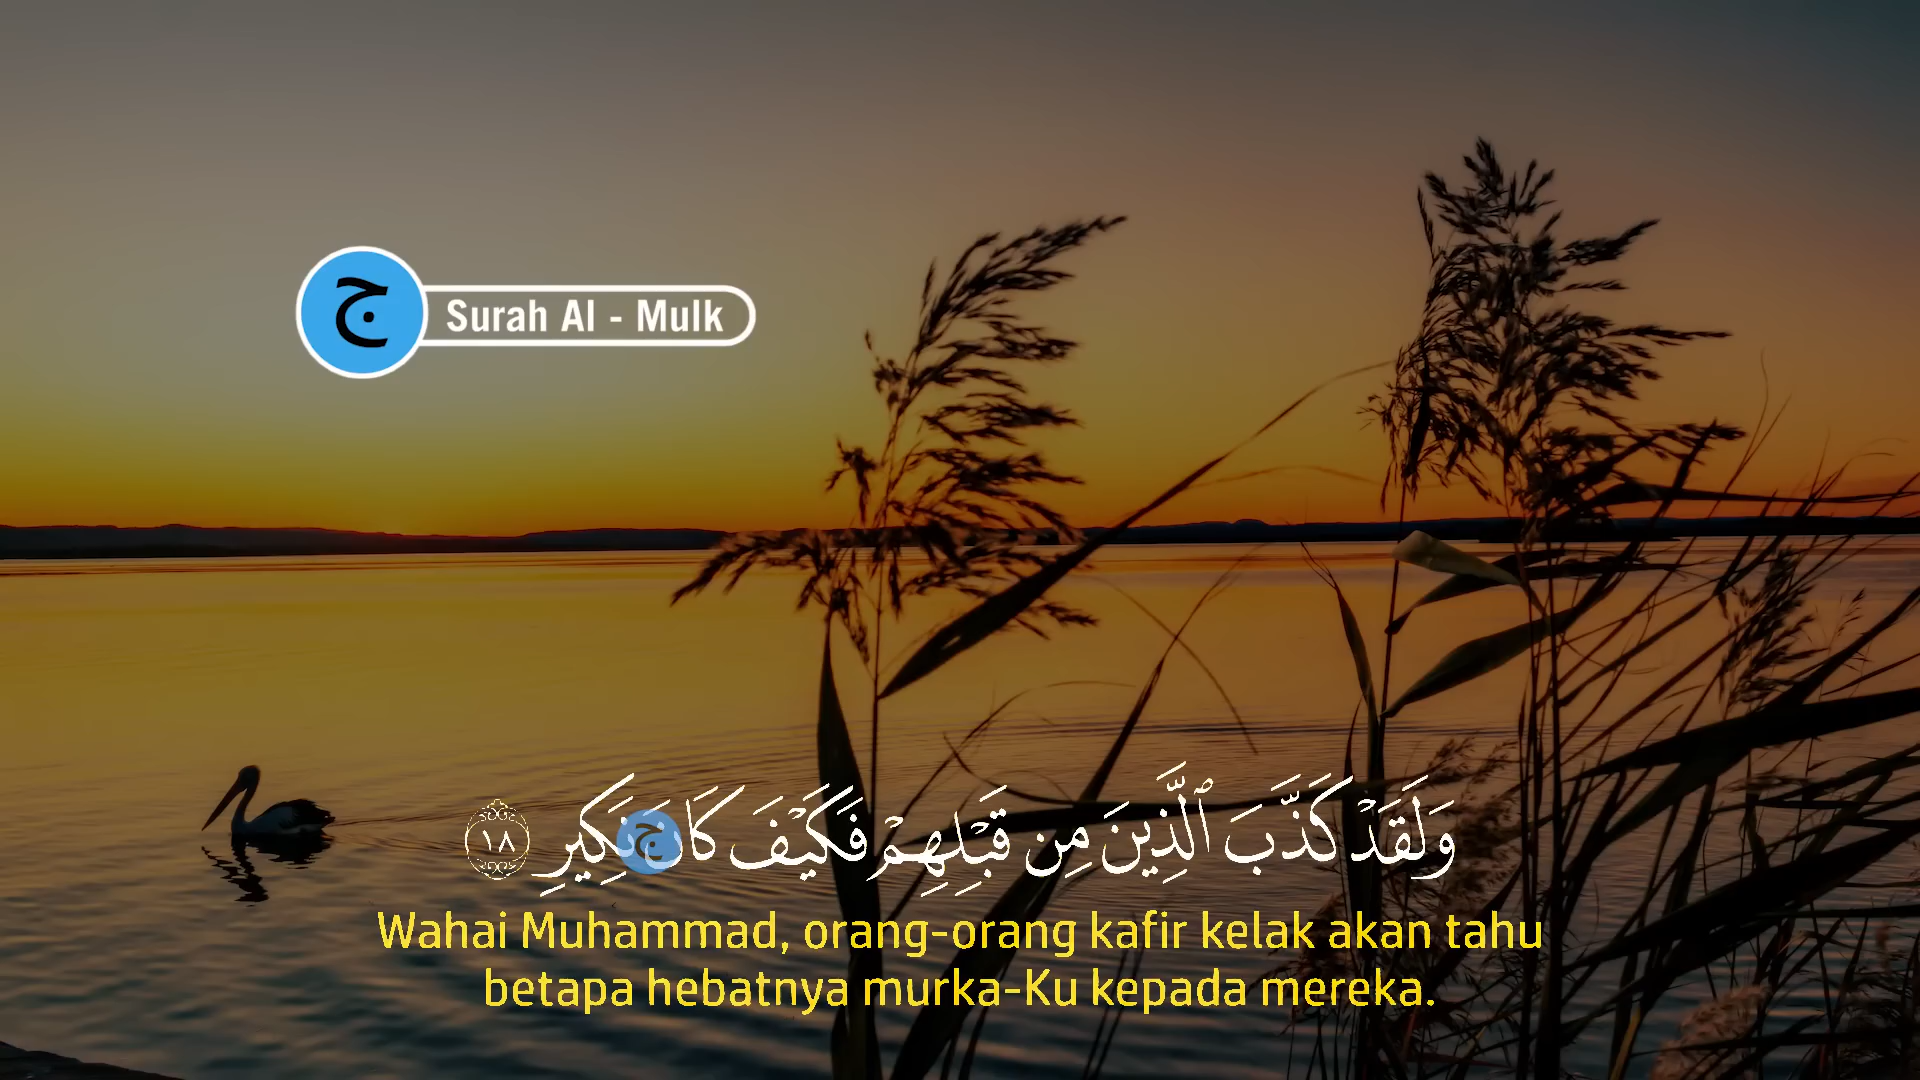 ج
Surah Al - Mulk
وَلَقَدْ كَذَّبَ ٱلَّذِينَ مِن قَبْلِهِمْ فَكَيْفَ كَانَ نَكِيرِ ١٨
ج
Wahai Muhammad, orang-orang kafir kelak akan tahu
betapa hebatnya murka-Ku kepada mereka.